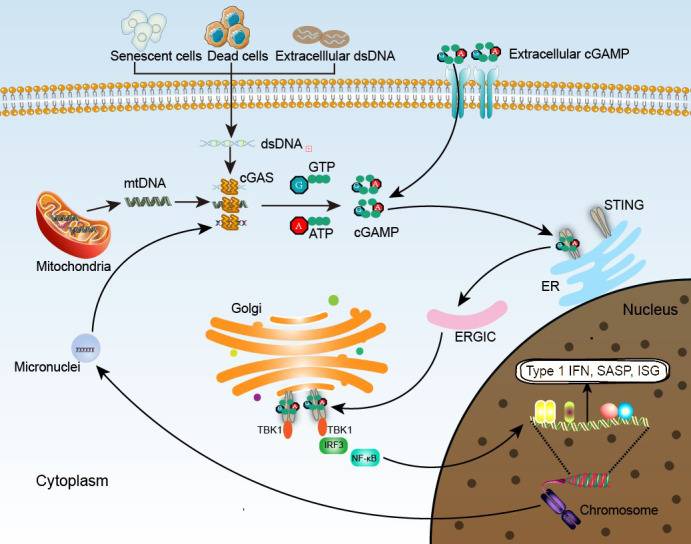 Senescent cells Dead cells Extracelllular dsDNA
Extracellular cGAMP
dsDNA
cGAS
GTP
G
A
ATP
cGAMP
mtDNA
Mitochondria
STING
ER
Nucleus
Golgi
ERGIC
Micronuclei
Type 1 IFN, SASP, ISG
TBK1
TBK1
IRF3
NF-κB
Cytoplasm
Chromosome